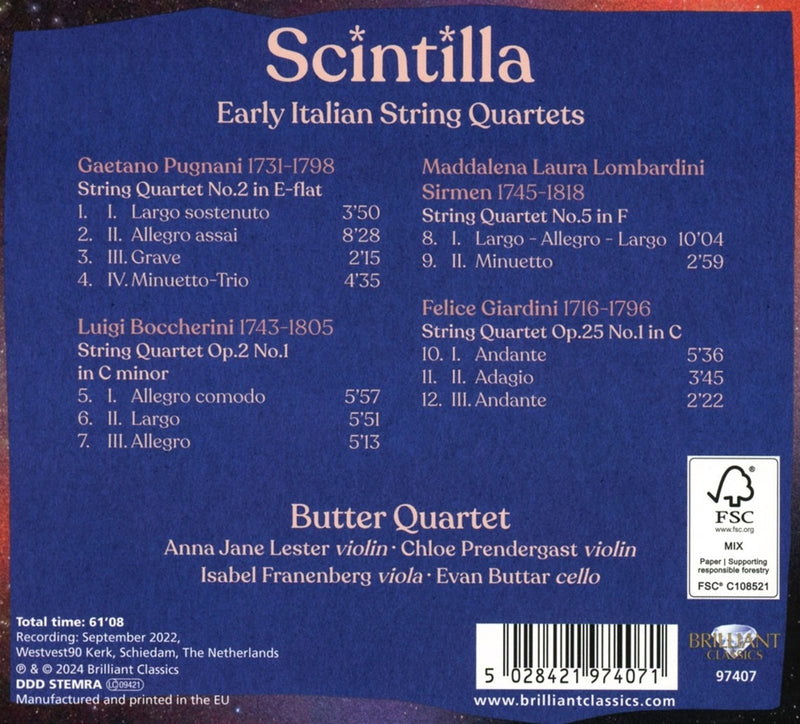 Scintilla
Early Italian String Quartets
Gaetano Pugnani 1731-1798
String Quartet No.2 in E-flat
1. I. Largo sostenuto 3'50
2. II. Allegro assai 8'28
3. III. Grave 2'15
4. IV. Minuetto-Trio 4'35
Luigi Boccherini 1743-1805
String Quartet Op.2 No.1
in C minor
5. I. Allegro comodo 5'57
6. II. Largo 5'51
7. III. Allegro 5'13
Maddalena Laura Lombardini
Sirmen 1745-1818
String Quartet No.5 in F
8. I. Largo - Allegro - Largo 10'04
9. II. Minuetto 2'59
Felice Giardini 1716-1796
String Quartet Op.25 No.1 in C
10. I. Andante 5'36
11. II. Adagio 3'45
12. III. Andante 2'22
Butter Quartet
Anna Jane Lester violin · Chloe Prendergast violin
Isabel Franenberg viola · Evan Buttar cello
FSC
www.fsc.org
MIX
Paper | Supporting
responsible forestry
FSC® C108521
Total time: 61'08
Recording: September 2022,
Westvest90 Kerk, Schiedam, The Netherlands
℗ & © 2024 Brilliant Classics
DDD STEMRA LC 09421
Manufactured and printed in the EU
5 028421 974071
www.brilliantclassics.com
BRILLIANT
CLASSICS
97407